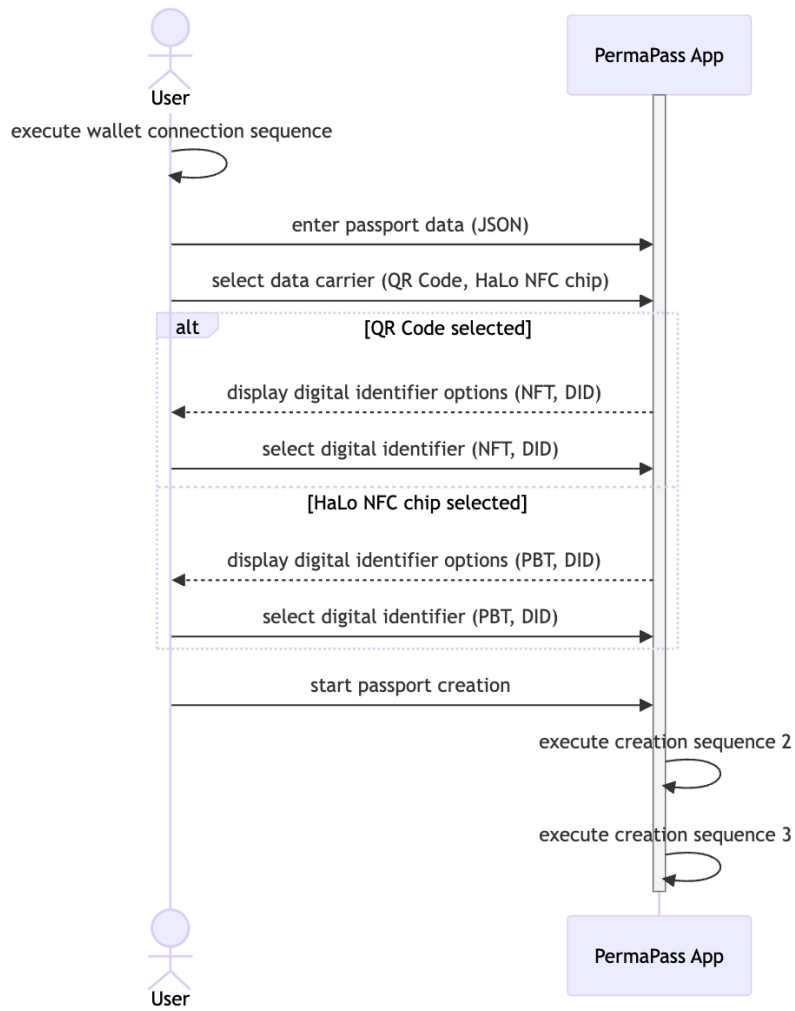 User
PermaPass App
execute wallet connection sequence
enter passport data (JSON)
select data carrier (QR Code, HaLo NFC chip)
alt
[QR Code selected]
display digital identifier options (NFT, DID)
select digital identifier (NFT, DID)
[HaLo NFC chip selected]
display digital identifier options (PBT, DID)
select digital identifier (PBT, DID)
start passport creation
execute creation sequence 2
execute creation sequence 3
User
PermaPass App